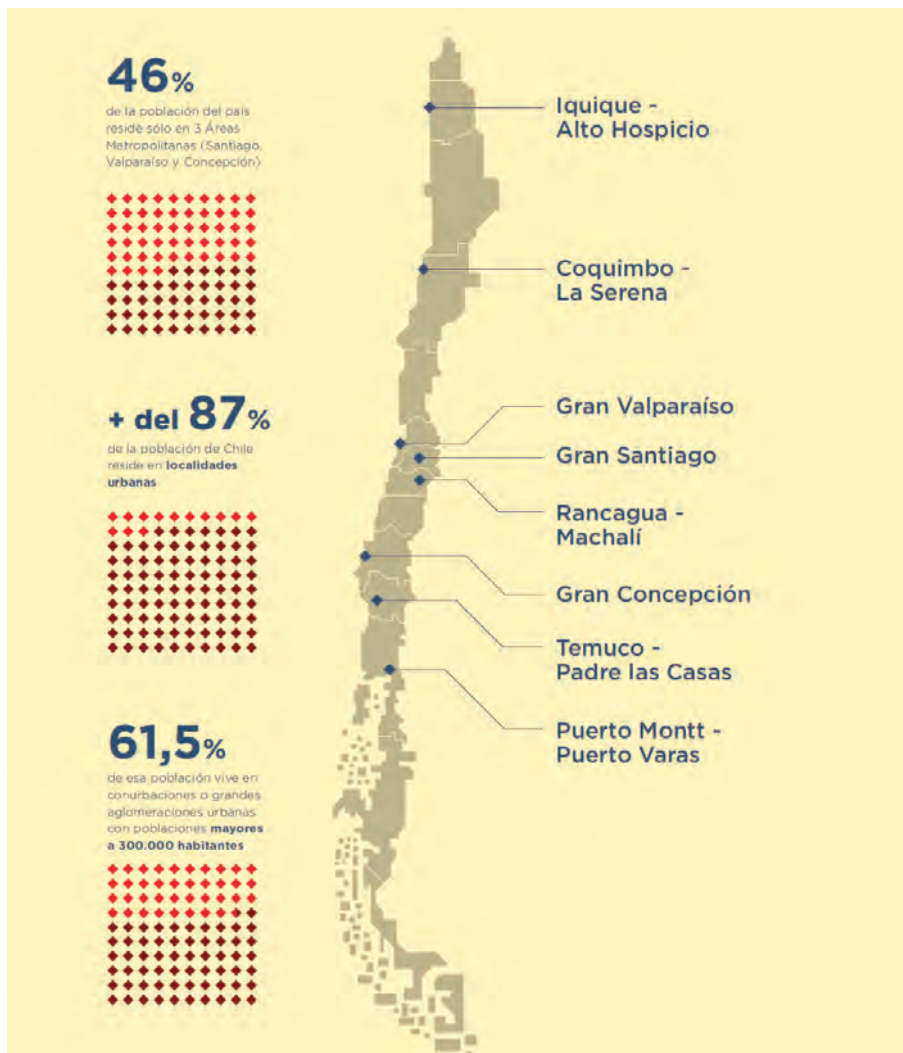 46%
de la población del país
reside sólo en 3 Áreas
Metropolitanas (Santiago,
Valparaíso y Concepción)
+ del 87%
de la población de Chile
reside en localidades
urbanas
61,5%
de esa población vive en
conurbaciones o grandes
aglomeraciones urbanas
con poblaciones mayores
a 300.000 habitantes
Iquique -
Alto Hospicio
Coquimbo -
La Serena
Gran Valparaíso
Gran Santiago
Rancagua -
Machalí
Gran Concepción
Temuco -
Padre las Casas
Puerto Montt -
Puerto Varas